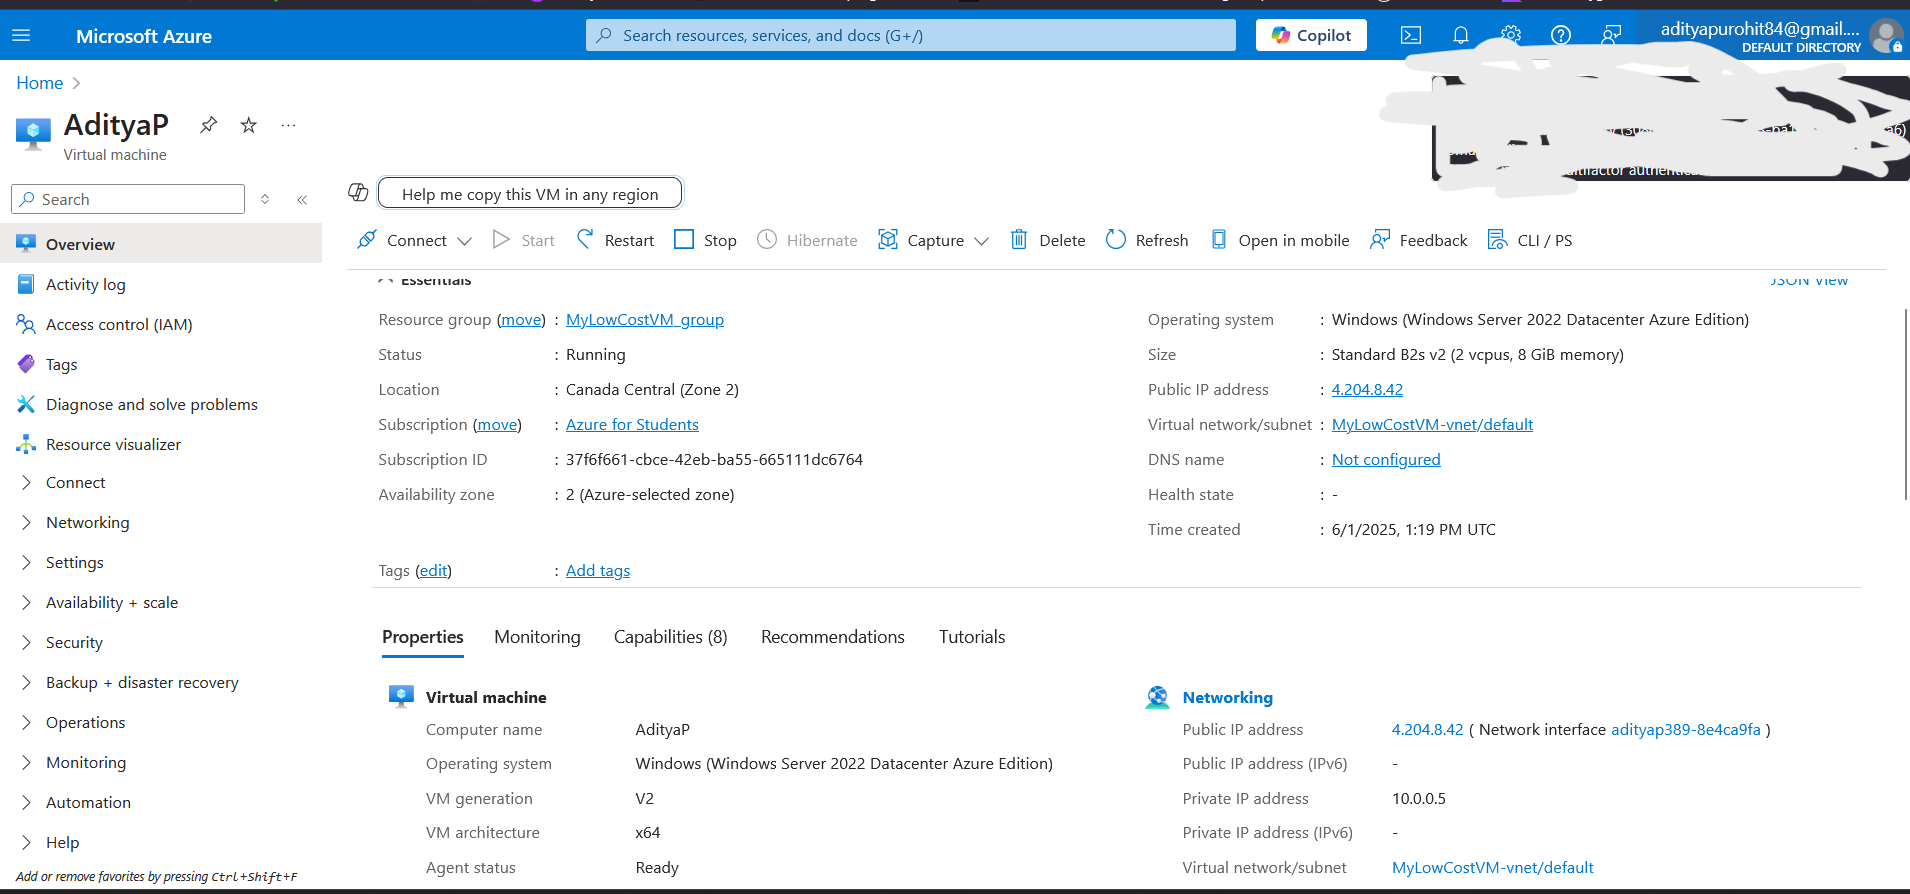 Microsoft Azure
Search resources, services, and docs (G+/)
Copilot
adityapurohit84@gmail....
DEFAULT DIRECTORY
Home
AdityaP
Virtual machine
Search
Help me copy this VM in any region
Connect
Start
Restart
Stop
Hibernate
Capture
Delete
Refresh
Open in mobile
Feedback
CLI / PS
Overview
Activity log
Access control (IAM)
Tags
Diagnose and solve problems
Resource visualizer
Connect
Networking
Settings
Availability + scale
Security
Backup + disaster recovery
Operations
Monitoring
Automation
Help
Add or remove favorites by pressing Ctrl+Shift+F
Essentials
JSON View
Resource group (move) : MyLowCostVM_group
Status : Running
Location : Canada Central (Zone 2)
Subscription (move) : Azure for Students
Subscription ID : 37f6f661-cbce-42eb-ba55-665111dc6764
Availability zone : 2 (Azure-selected zone)
Operating system : Windows (Windows Server 2022 Datacenter Azure Edition)
Size : Standard B2s v2 (2 vcpus, 8 GiB memory)
Public IP address : 4.204.8.42
Virtual network/subnet : MyLowCostVM-vnet/default
DNS name : Not configured
Health state : -
Time created : 6/1/2025, 1:19 PM UTC
Tags (edit) : Add tags
Properties
Monitoring
Capabilities (8)
Recommendations
Tutorials
Virtual machine
Computer name AdityaP
Operating system Windows (Windows Server 2022 Datacenter Azure Edition)
VM generation V2
VM architecture x64
Agent status Ready
Networking
Public IP address 4.204.8.42 ( Network interface adityap389-8e4ca9fa )
Public IP address (IPv6) -
Private IP address 10.0.0.5
Private IP address (IPv6) -
Virtual network/subnet MyLowCostVM-vnet/default